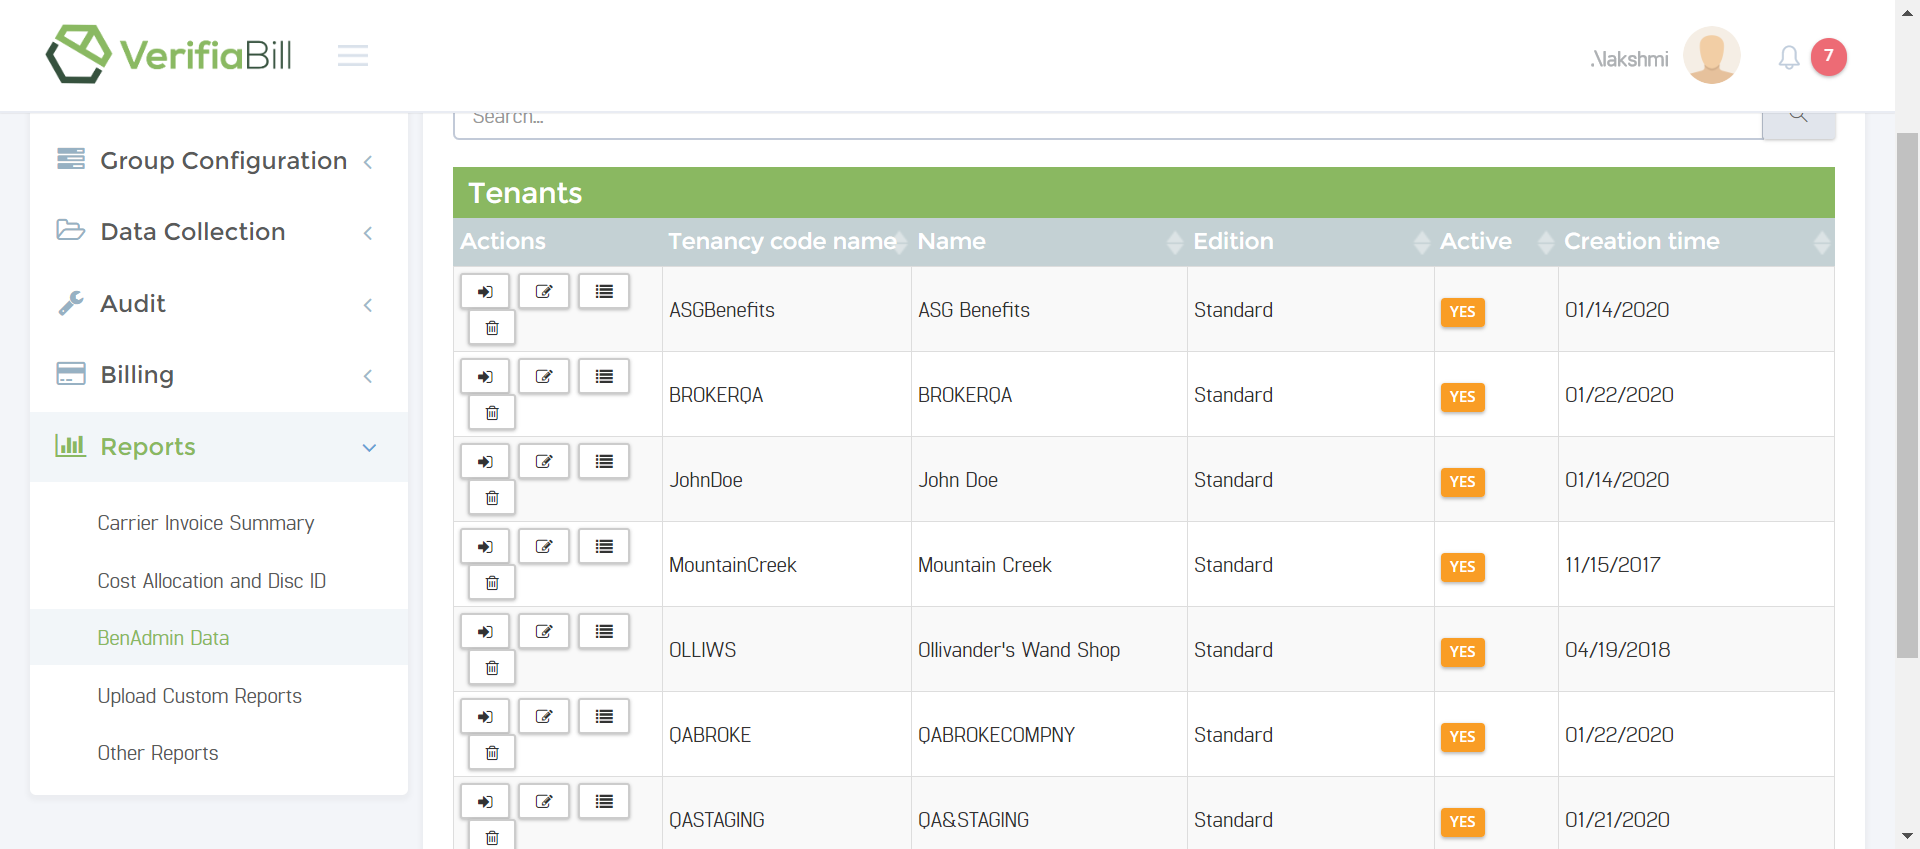 VerifiaBill
.\lakshmi
7
Search...
Group Configuration
Data Collection
Audit
Billing
Reports
Carrier Invoice Summary
Cost Allocation and Disc ID
BenAdmin Data
Upload Custom Reports
Other Reports
Tenants
Actions Tenancy code name Name Edition Active Creation time
ASGBenefits ASG Benefits Standard YES 01/14/2020
BROKERQA BROKERQA Standard YES 01/22/2020
JohnDoe John Doe Standard YES 01/14/2020
MountainCreek Mountain Creek Standard YES 11/15/2017
OLLIWS Ollivander's Wand Shop Standard YES 04/19/2018
QABROKE QABROKECOMPNY Standard YES 01/22/2020
QASTAGING QA&STAGING Standard YES 01/21/2020